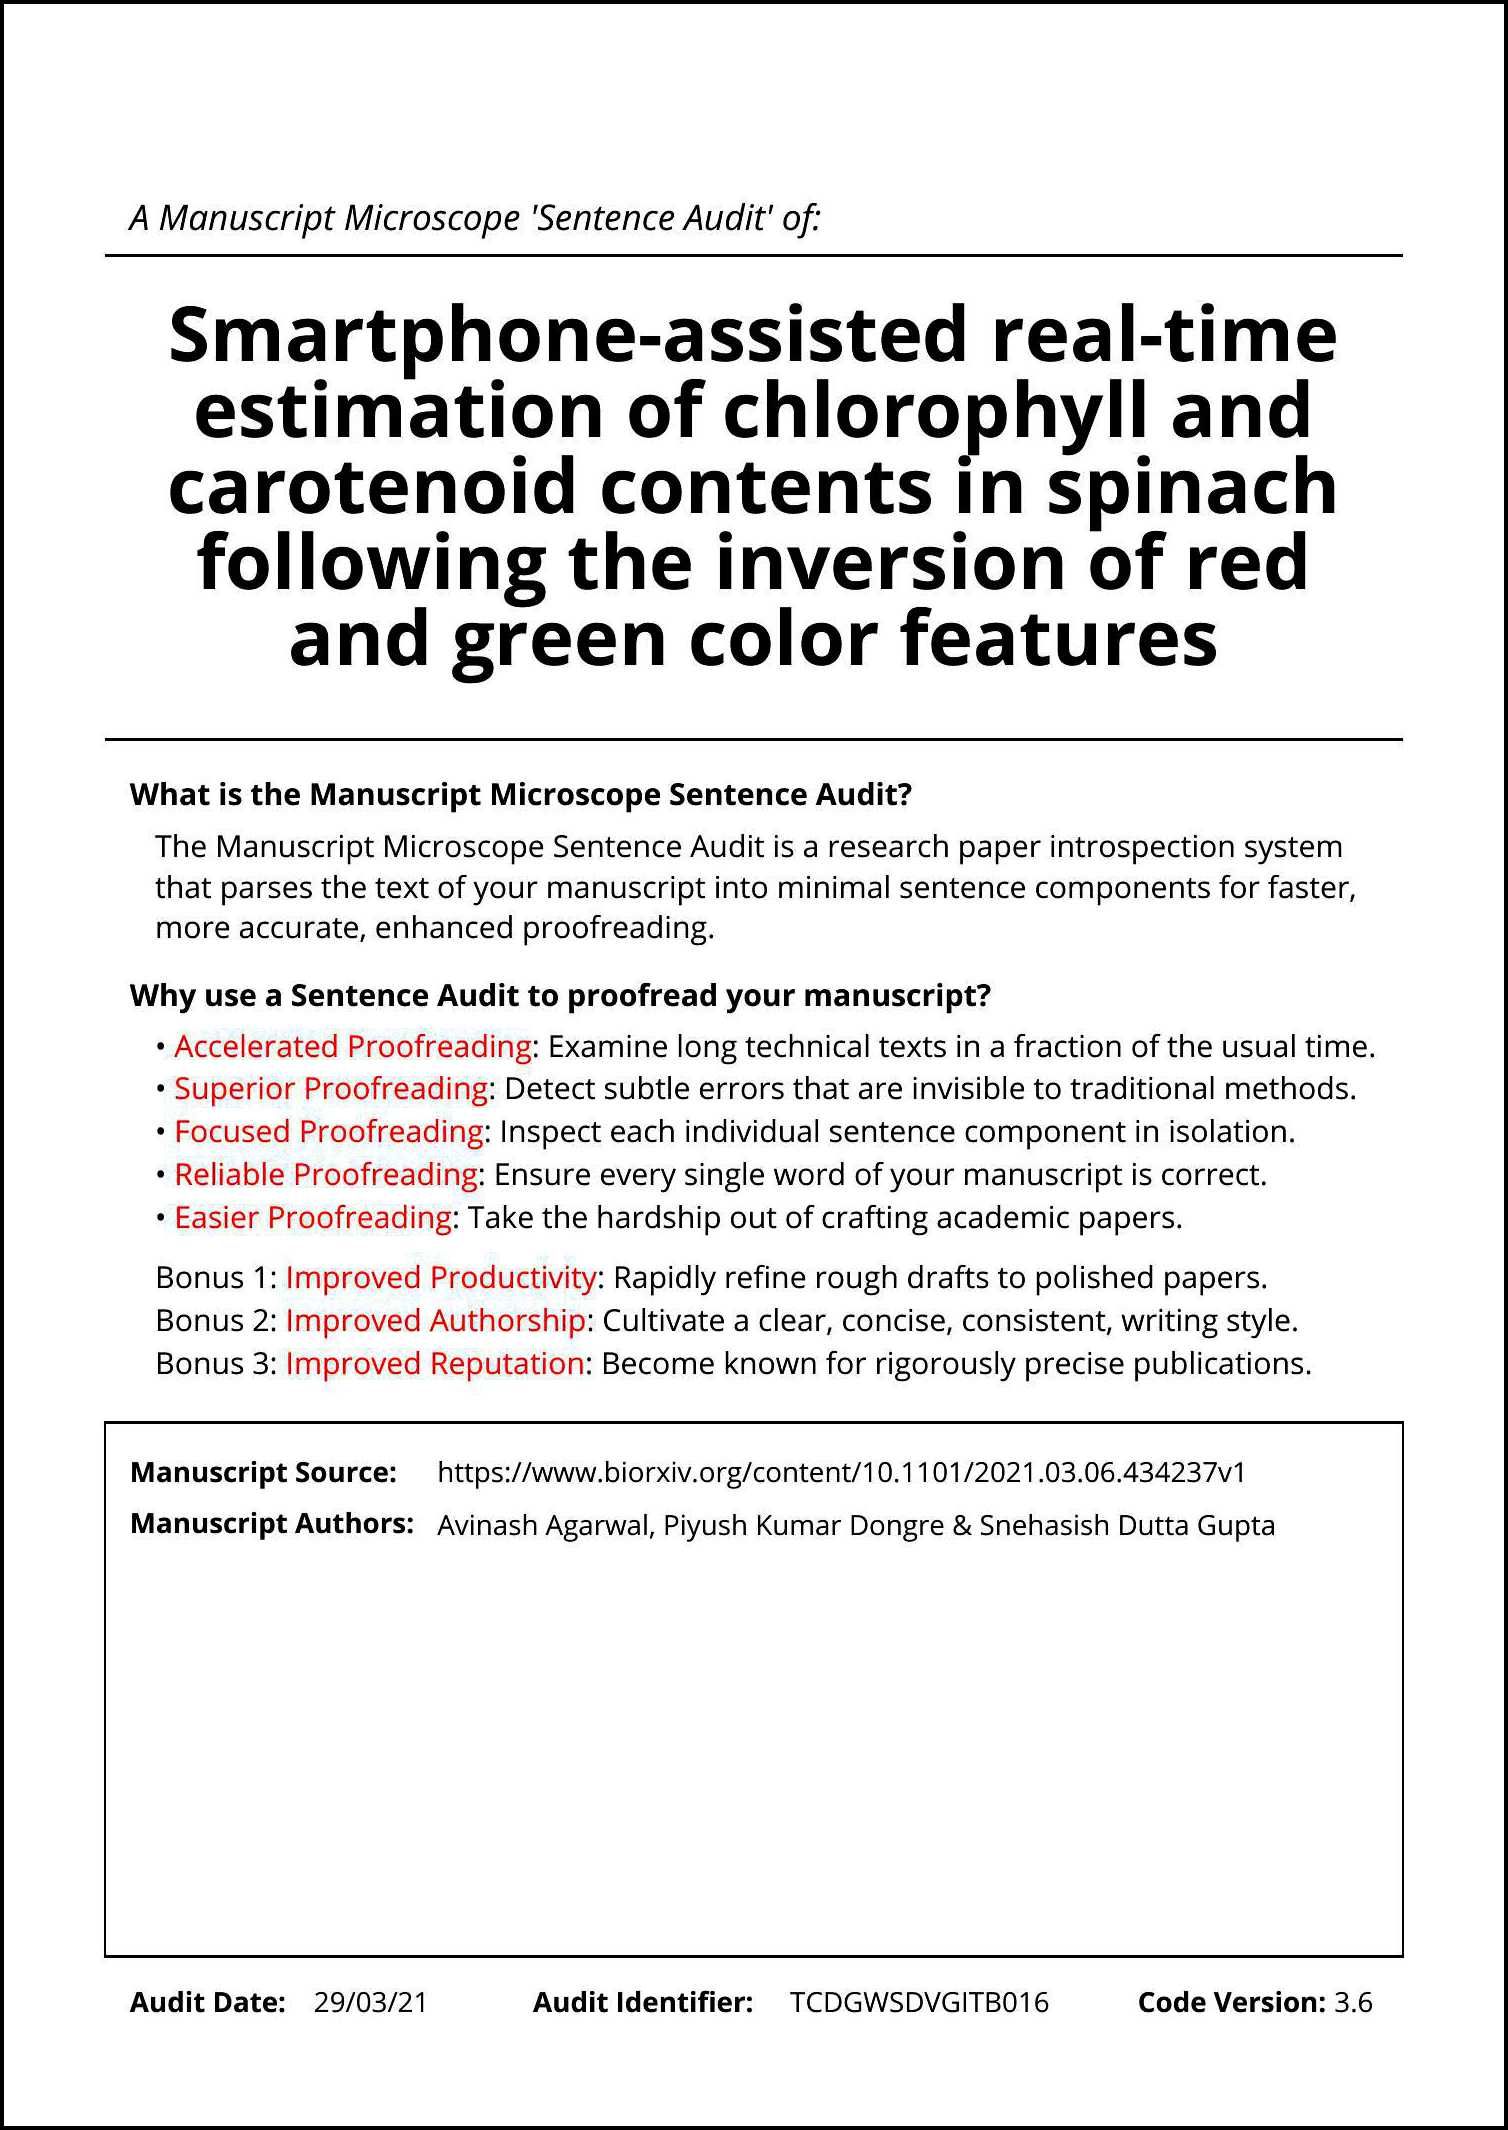 A Manuscript Microscope 'Sentence Audit' of:
Smartphone-assisted real-time
estimation of chlorophyll and
carotenoid contents in spinach
following the inversion of red
and green color features
What is the Manuscript Microscope Sentence Audit?
The Manuscript Microscope Sentence Audit is a research paper introspection system
that parses the text of your manuscript into minimal sentence components for faster,
more accurate, enhanced proofreading.
Why use a Sentence Audit to proofread your manuscript?
• Accelerated Proofreading: Examine long technical texts in a fraction of the usual time.
• Superior Proofreading: Detect subtle errors that are invisible to traditional methods.
• Focused Proofreading: Inspect each individual sentence component in isolation.
• Reliable Proofreading: Ensure every single word of your manuscript is correct.
• Easier Proofreading: Take the hardship out of crafting academic papers.
Bonus 1: Improved Productivity: Rapidly refine rough drafts to polished papers.
Bonus 2: Improved Authorship: Cultivate a clear, concise, consistent, writing style.
Bonus 3: Improved Reputation: Become known for rigorously precise publications.
Manuscript Source: https://www.biorxiv.org/content/10.1101/2021.03.06.434237v1
Manuscript Authors: Avinash Agarwal, Piyush Kumar Dongre & Snehasish Dutta Gupta
Audit Date: 29/03/21 Audit Identifier: TCDGWSDVGITB016 Code Version: 3.6